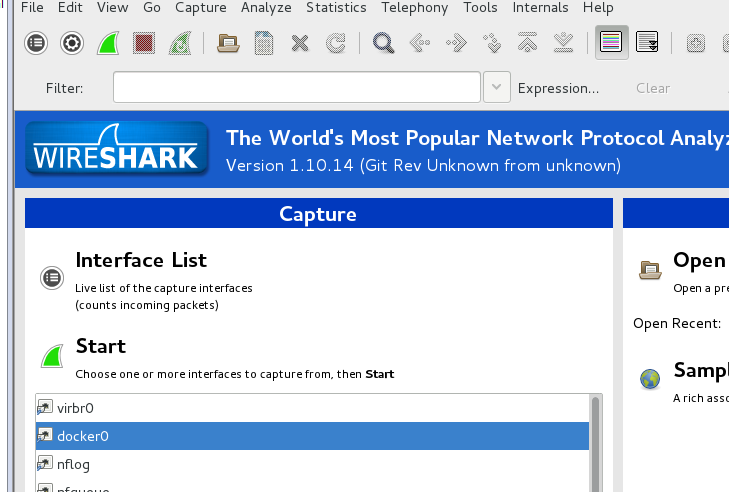 File Edit View Go Capture Analyze Statistics Telephony Tools Internals Help
Filter: Expression... Clear
WIRESHARK
The World's Most Popular Network Protocol Analyz
Version 1.10.14 (Git Rev Unknown from unknown)
Capture
Interface List
Live list of the capture interfaces
(counts incoming packets)
Start
Choose one or more interfaces to capture from, then Start
virbr0
docker0
nflog
nfqueue
Open
Open a pre
Open Recent:
Sampl
A rich asso